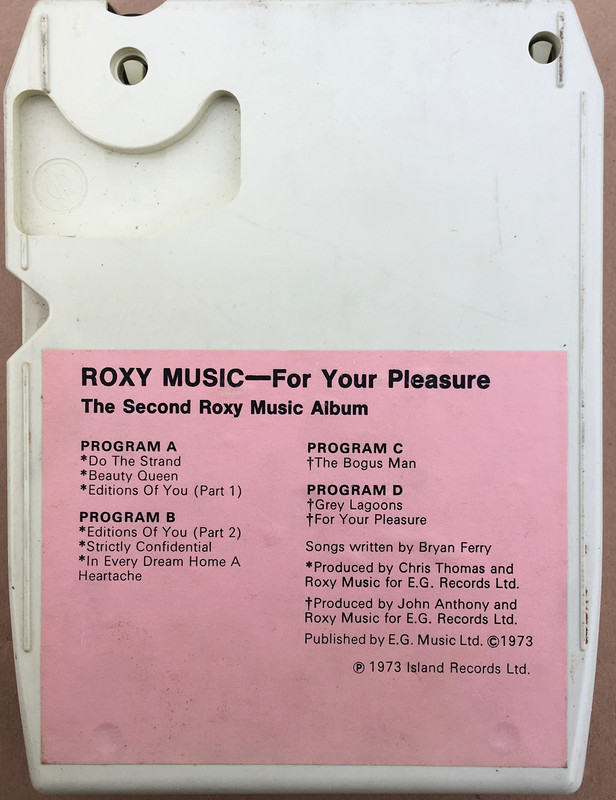 ROXY MUSIC—For Your Pleasure
The Second Roxy Music Album
PROGRAM A
*Do The Strand
*Beauty Queen
*Editions Of You (Part 1)
PROGRAM B
*Editions Of You (Part 2)
*Strictly Confidential
*In Every Dream Home A
Heartache
PROGRAM C
†The Bogus Man
PROGRAM D
†Grey Lagoons
†For Your Pleasure
Songs written by Bryan Ferry
*Produced by Chris Thomas and
Roxy Music for E.G. Records Ltd.
†Produced by John Anthony and
Roxy Music for E.G. Records Ltd.
Published by E.G. Music Ltd. ©1973
℗ 1973 Island Records Ltd.